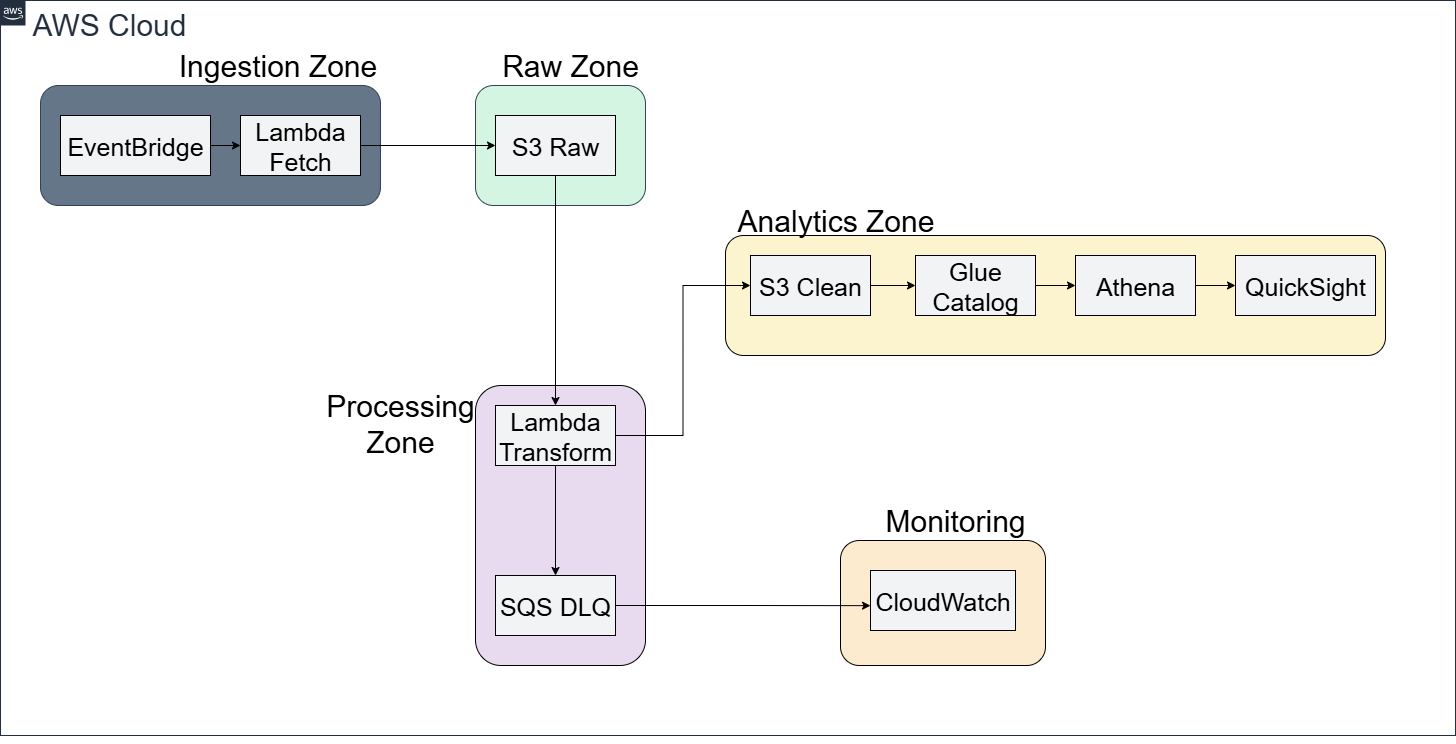 aws
AWS Cloud
Ingestion Zone
Raw Zone
EventBridge
Lambda
Fetch
S3 Raw
Analytics Zone
S3 Clean
Glue
Catalog
Athena
QuickSight
Processing
Zone
Lambda
Transform
Monitoring
SQS DLQ
CloudWatch